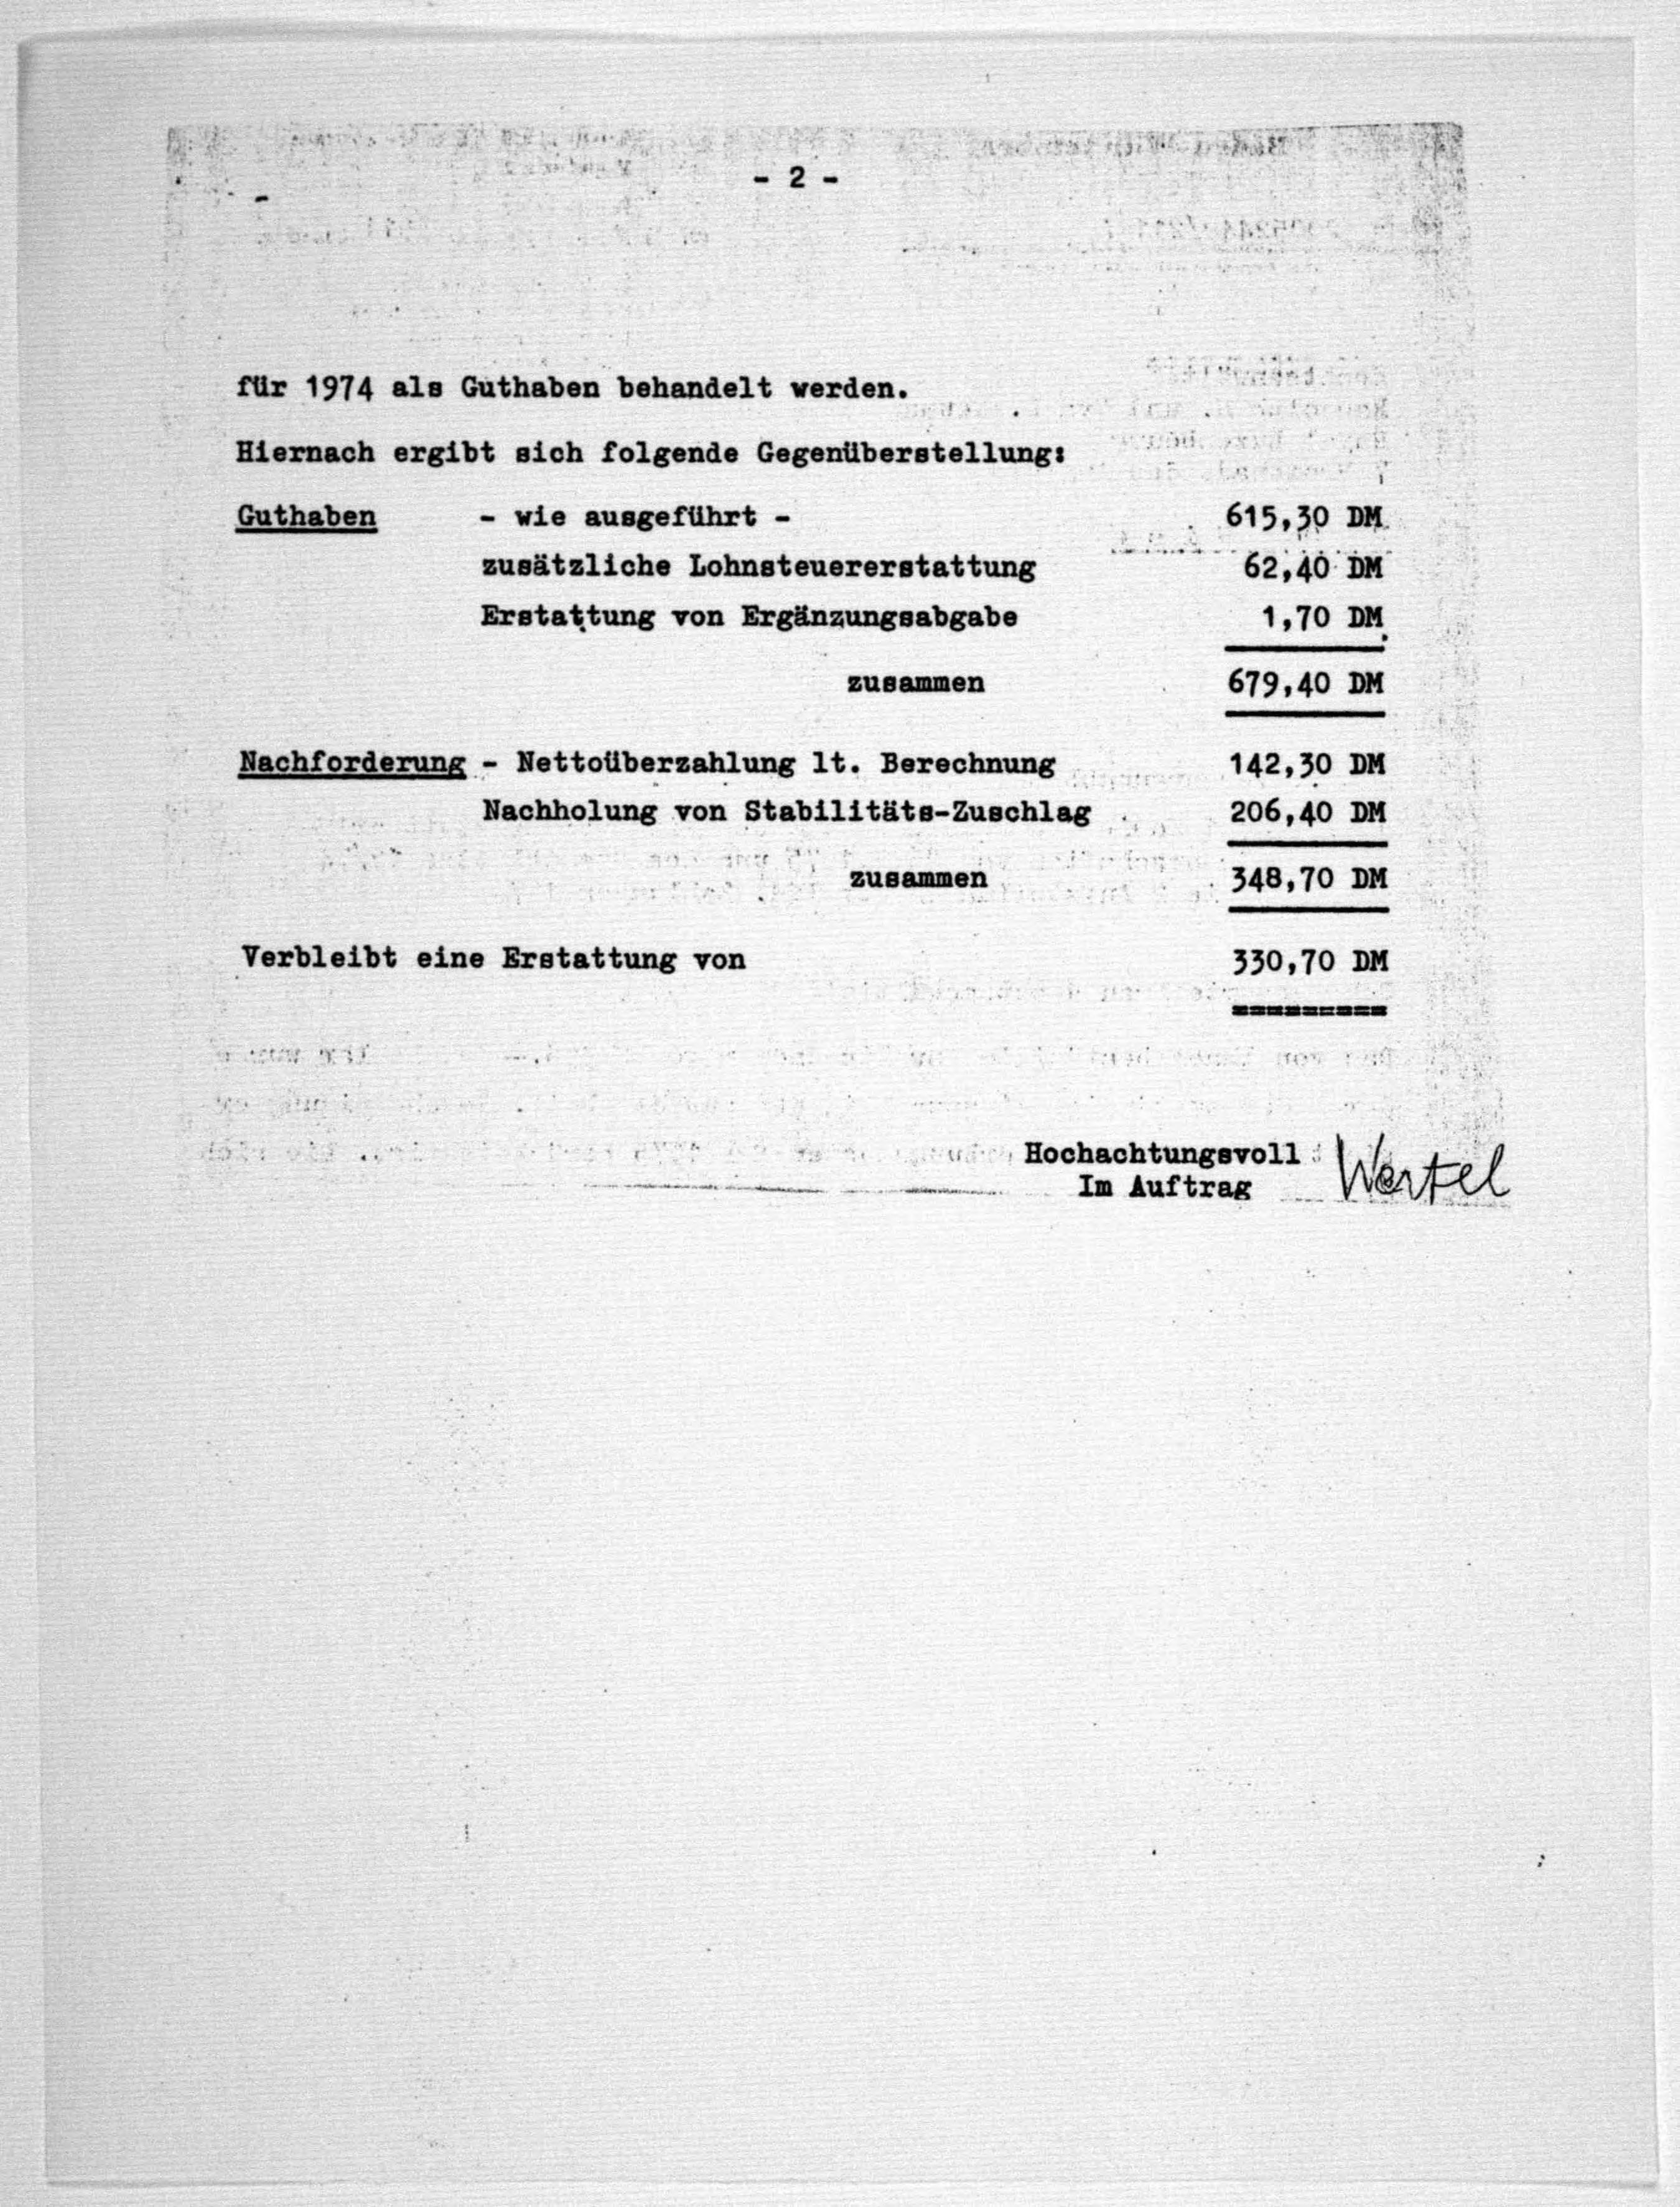 - 2 -
für 1974 als Guthaben behandelt werden.
Hiernach ergibt sich folgende Gegenüberstellung:
Guthaben - wie ausgeführt - 615,30 DM
zusätzliche Lohnsteuererstattung 62,40 DM
Erstattung von Ergänzungsabgabe 1,70 DM
zusammen 679,40 DM
Nachforderung - Nettoüberzahlung lt. Berechnung 142,30 DM
Nachholung von Stabilitäts-Zuschlag 206,40 DM
zusammen 348,70 DM
Verbleibt eine Erstattung von 330,70 DM
==========
Hochachtungsvoll
Im Auftrag Wertel